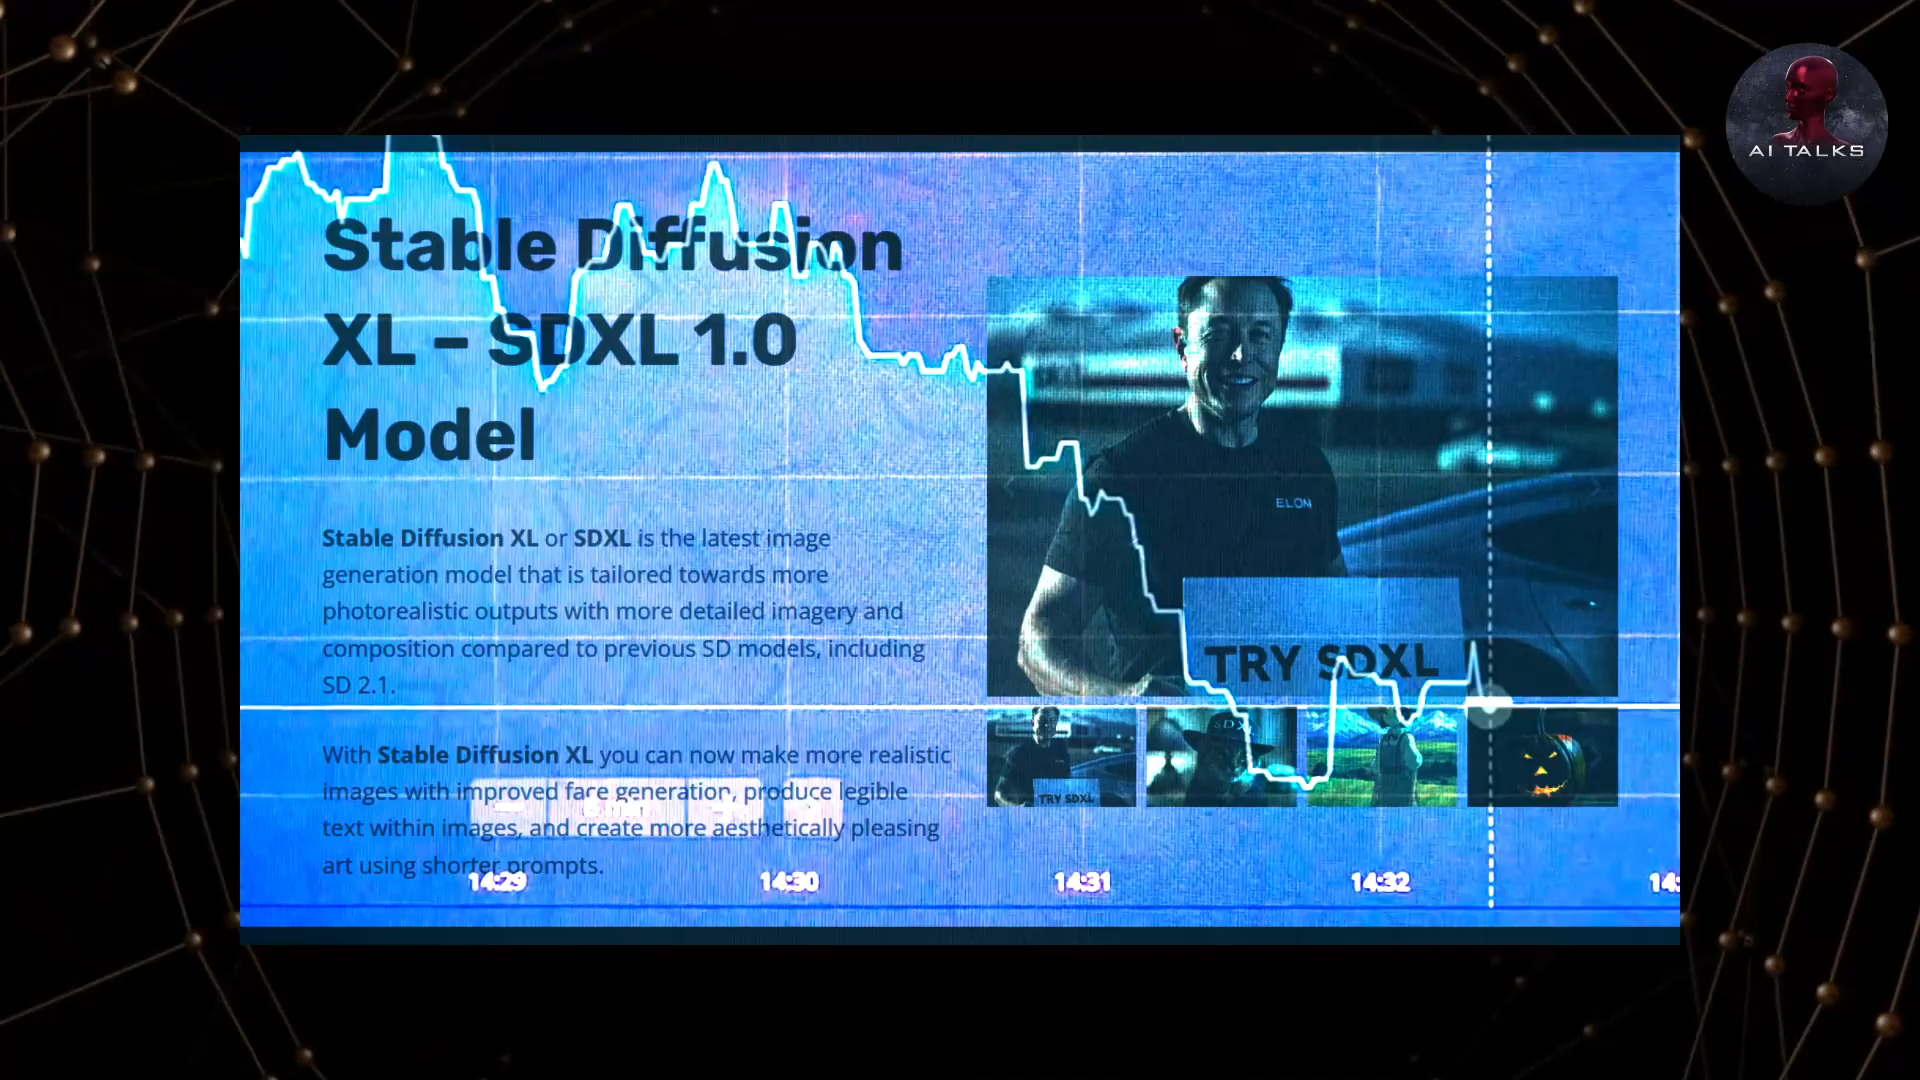 AI TALKS
Stable Diffusion
XL – SDXL 1.0
Model
Stable Diffusion XL or SDXL is the latest image
generation model that is tailored towards more
photorealistic outputs with more detailed imagery and
composition compared to previous SD models, including
SD 2.1.
With Stable Diffusion XL you can now make more realistic
images with improved face generation, produce legible
text within images, and create more aesthetically pleasing
art using shorter prompts.
ELON
TRY SDXL
TRY SDXL
14:29
14:30
14:31
14:32